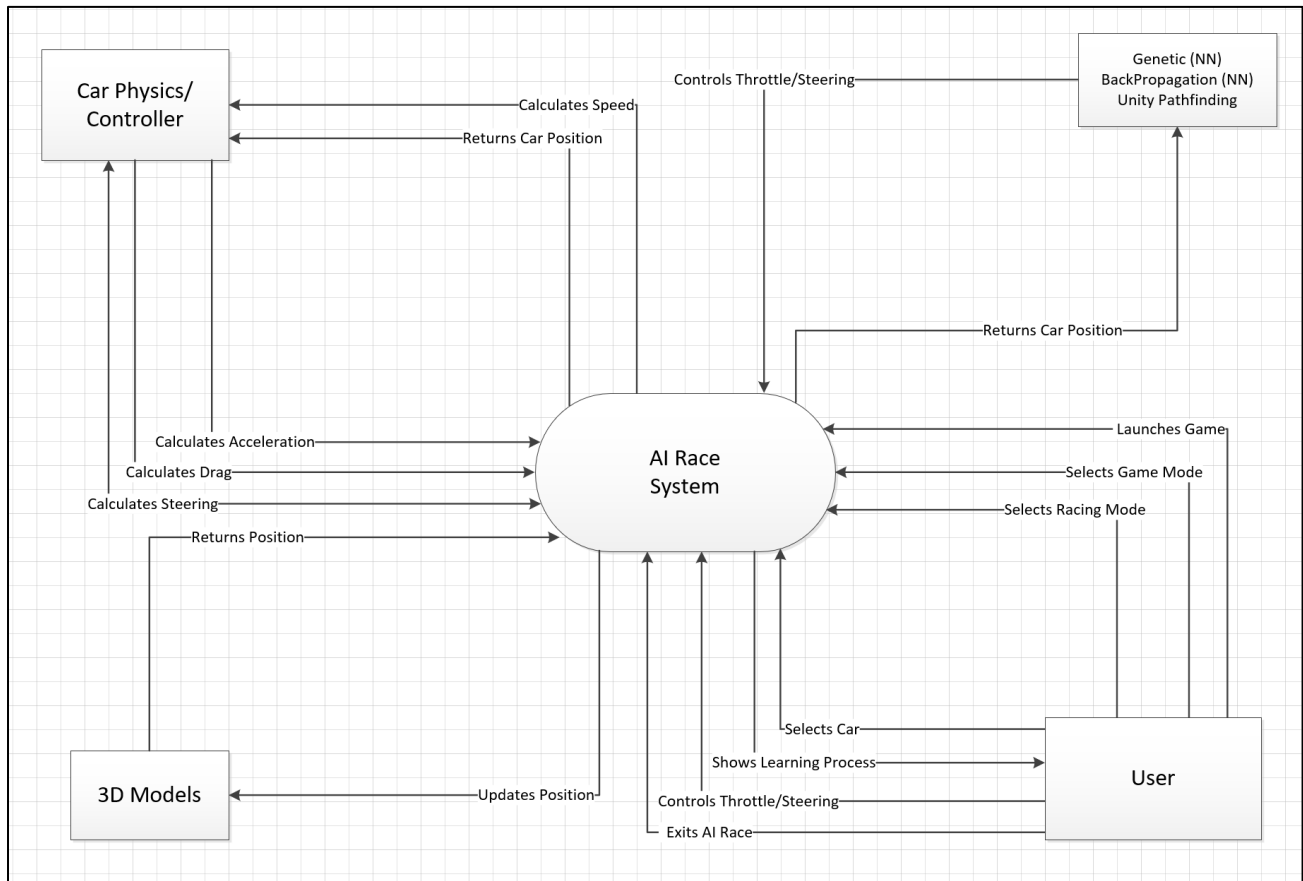 Genetic (NN)
BackPropagation (NN)
Unity Pathfinding
Car Physics/
Controller
Controls Throttle/Steering
Calculates Speed
Returns Car Position
Returns Car Position
Launches Game
Calculates Acceleration
AI Race
System
Calculates Drag
Selects Game Mode
Calculates Steering
Selects Racing Mode
Returns Position
Selects Car
Shows Learning Process
User
3D Models
Updates Position
Controls Throttle/Steering
Exits AI Race